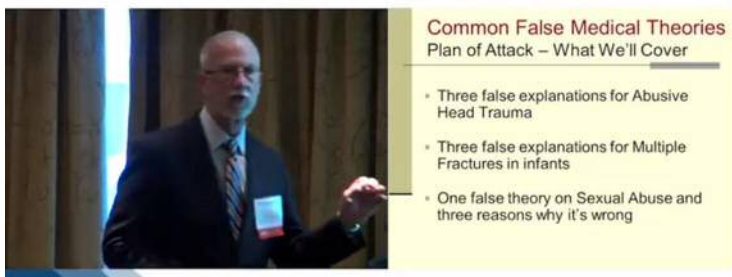 Common False Medical Theories
Plan of Attack – What We'll Cover
Three false explanations for Abusive
Head Trauma
Three false explanations for Multiple
Fractures in infants
One false theory on Sexual Abuse and
three reasons why it's wrong